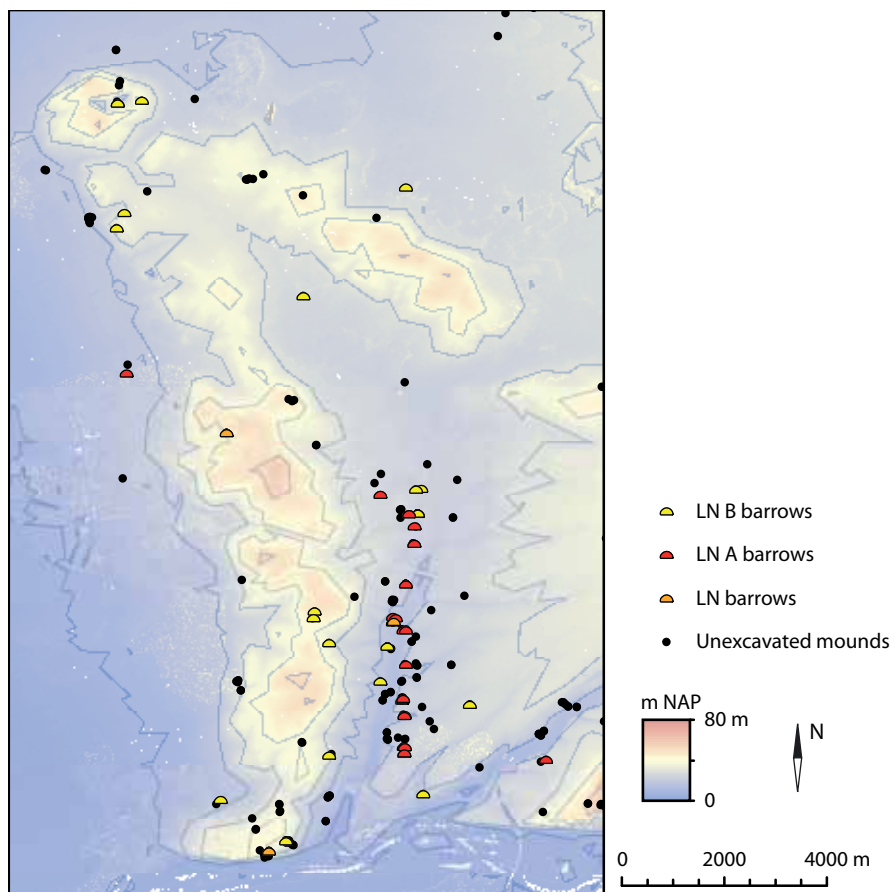 LN B barrows
LN A barrows
LN barrows
Unexcavated mounds
m NAP
80 m
0
N
0 2000 4000 m